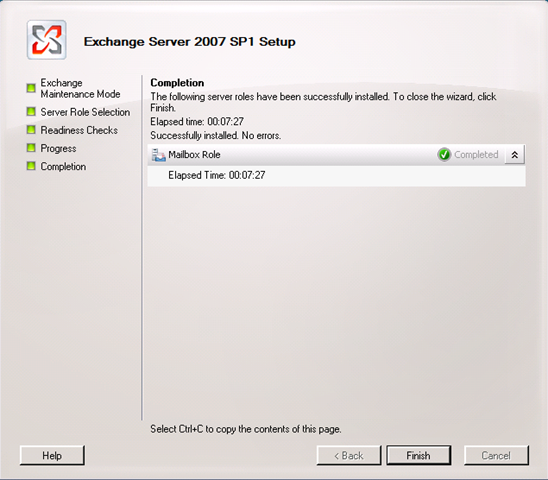 Exchange Server 2007 SP1 Setup
Exchange
Maintenance Mode
Server Role Selection
Readiness Checks
Progress
Completion
Completion
The following server roles have been successfully installed. To close the wizard, click
Finish.
Elapsed time: 00:07:27
Successfully installed. No errors.
Mailbox Role
Completed
Elapsed Time: 00:07:27
Select Ctrl+C to copy the contents of this page.
Help
< Back
Finish
Cancel